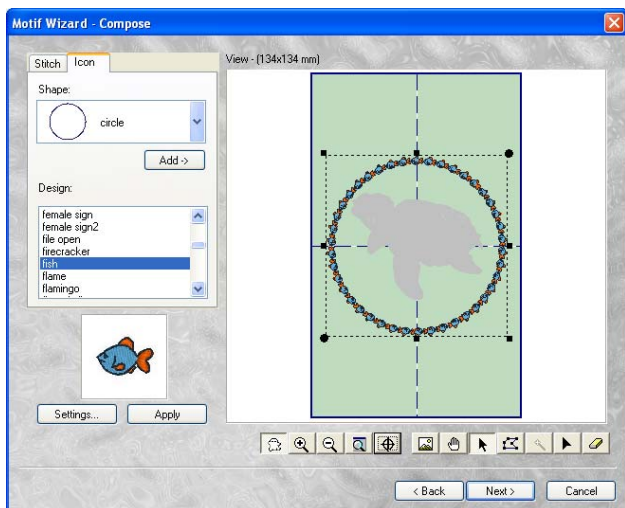 Motif Wizard - Compose
Stitch
Icon
View - (134x134 mm)
Shape:
circle
Add ->
Design:
female sign
female sign2
file open
firecracker
fish
flame
flamingo
Settings...
Apply
< Back
Next >
Cancel